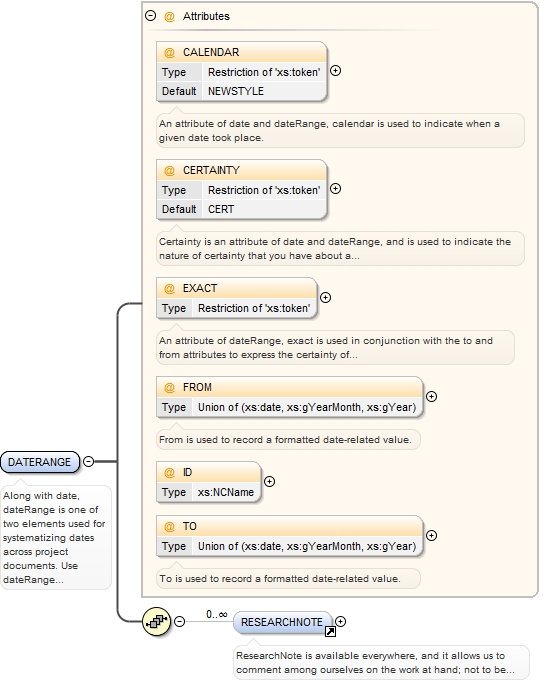 Attributes
@ CALENDAR
Type Restriction of 'xs:token'
Default NEWSTYLE
An attribute of date and dateRange, calendar is used to indicate when a
given date took place.
@ CERTAINTY
Type Restriction of 'xs:token'
Default CERT
Certainty is an attribute of date and dateRange, and is used to indicate the
nature of certainty that you have about a...
@ EXACT
Type Restriction of 'xs:token'
An attribute of dateRange, exact is used in conjunction with the to and
from attributes to express the certainty of...
@ FROM
Type Union of (xs:date, xs:gYearMonth, xs:gYear)
From is used to record a formatted date-related value.
@ ID
Type xs:NCName
@ TO
Type Union of (xs:date, xs:gYearMonth, xs:gYear)
To is used to record a formatted date-related value.
DATERANGE
Along with date,
dateRange is one of
two elements used for
systematizing dates
across project
documents. Use
dateRange...
0..∞
RESEARCHNOTE
ResearchNote is available everywhere, and it allows us to
comment among ourselves on the work at hand; not to be...